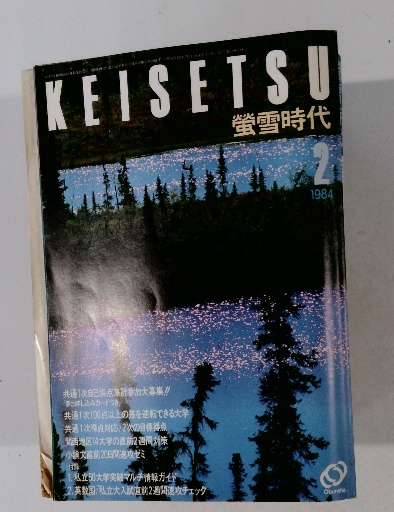 KEISETSU
螢雪時代
2
1984
共通1次自己採点集計参加大募集!!
共通1次100点以上の差を逆転できる大学
共通1次得点対応/2次の目標得点
関西地区14大学の直前2週間対策
小論文直前20日間速攻ゼミ
付録
1.私立50大学突破マルチ情報ガイド
2.英数国/私立大入試直前2週間速攻チェック
Obunsha